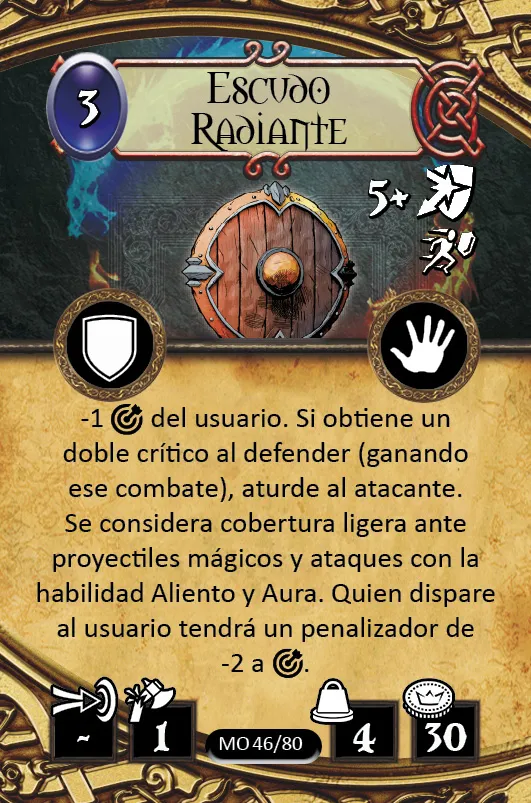 3
Escudo
Radiante
5+
-1 del usuario. Si obtiene un
doble crítico al defender (ganando
ese combate), aturde al atacante.
Se considera cobertura ligera ante
proyectiles mágicos y ataques con la
habilidad Aliento y Aura. Quien dispare
al usuario tendrá un penalizador de
-2 a .
- 1 MO46/80 4 30